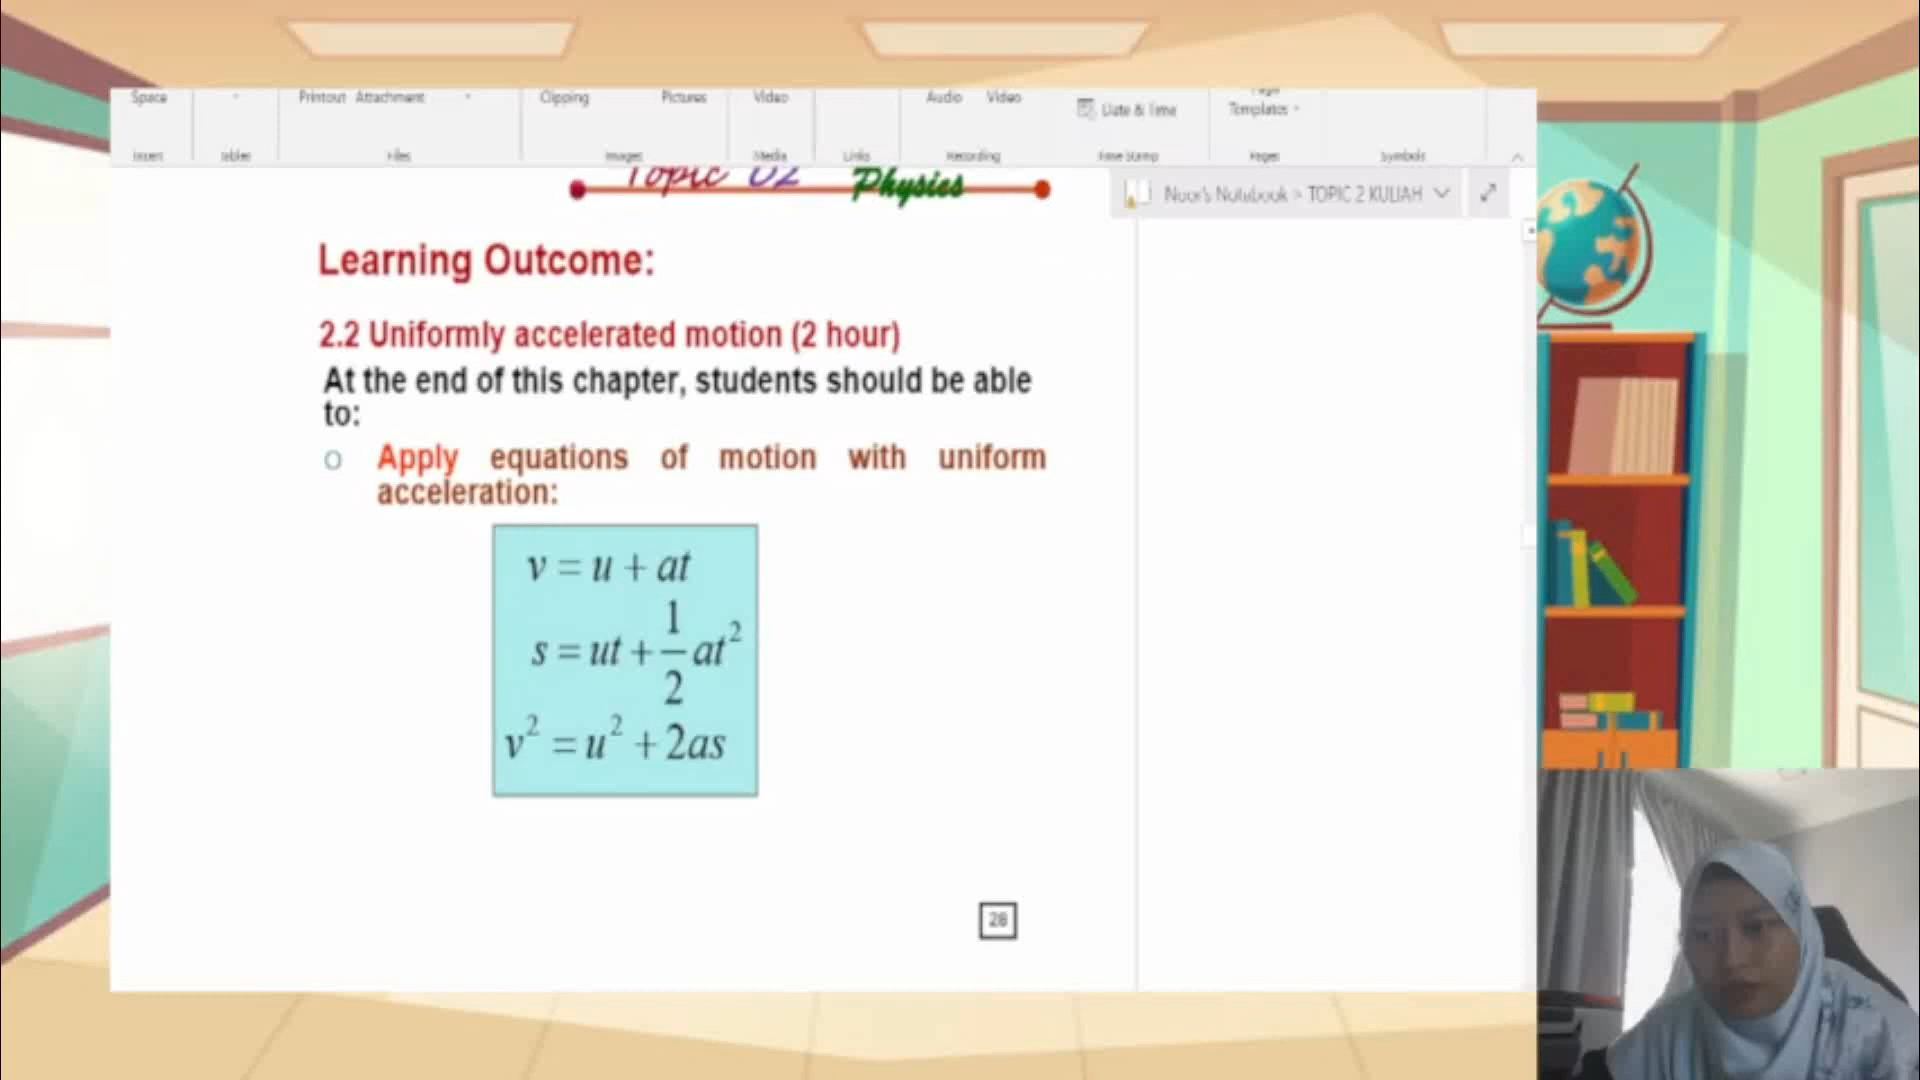 Space Printout Attachment Clipping Pictures Video Audio Video Date & Time Page Templates
Insert Tables Files Images Media Links Recording Time Stamp Pages Symbols
Topic 02 Physics
Noor's Notebook > TOPIC 2 KULIAH
Learning Outcome:
2.2 Uniformly accelerated motion (2 hour)
At the end of this chapter, students should be able
to:
o Apply equations of motion with uniform
acceleration:
v = u + at
s = ut + 1/2 at²
v² = u² + 2as
28